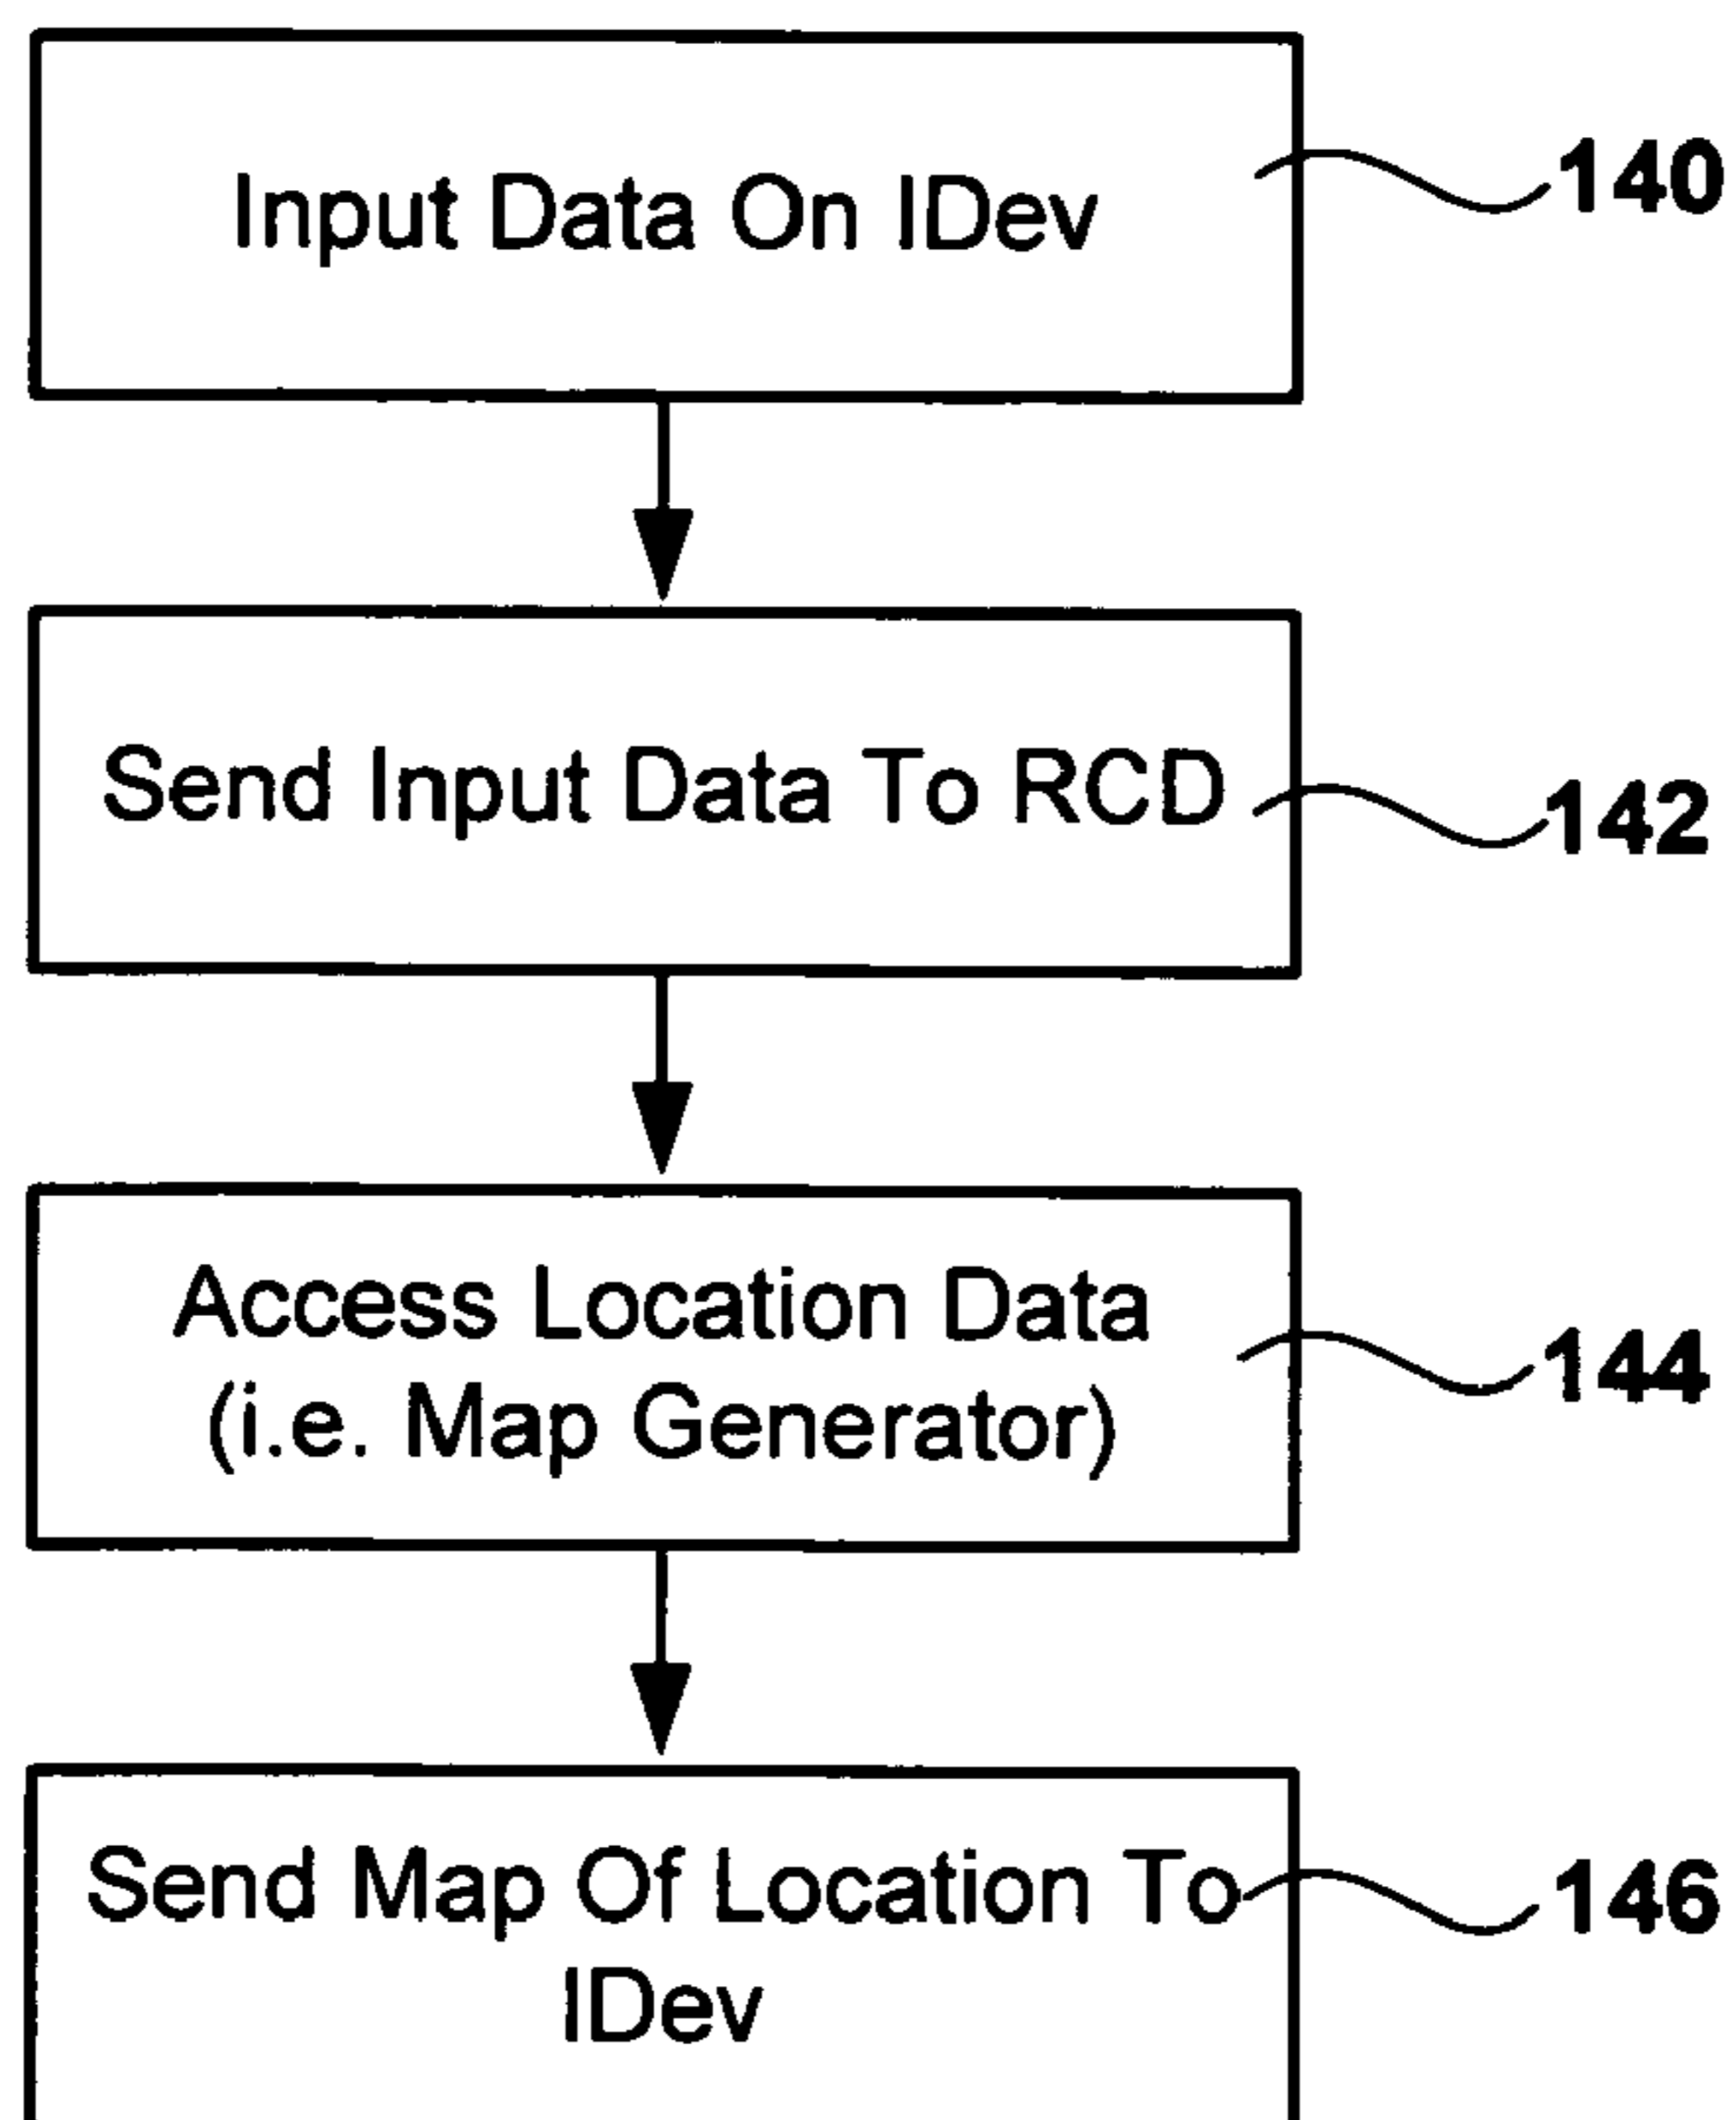 Input Data On IDev
140
Send Input Data To RCD
142
Access Location Data
(i.e. Map Generator)
144
Send Map Of Location To
IDev
146